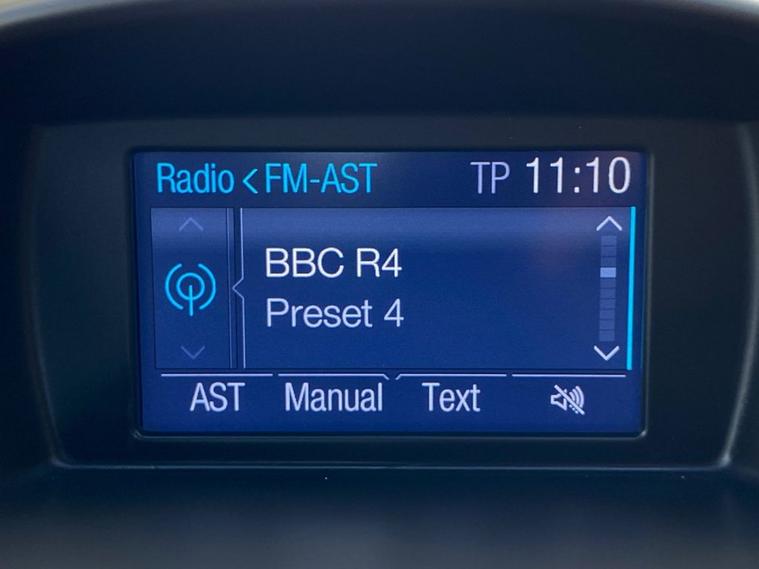 Radio < FM-AST TP 11:10
BBC R4
Preset 4
AST Manual Text